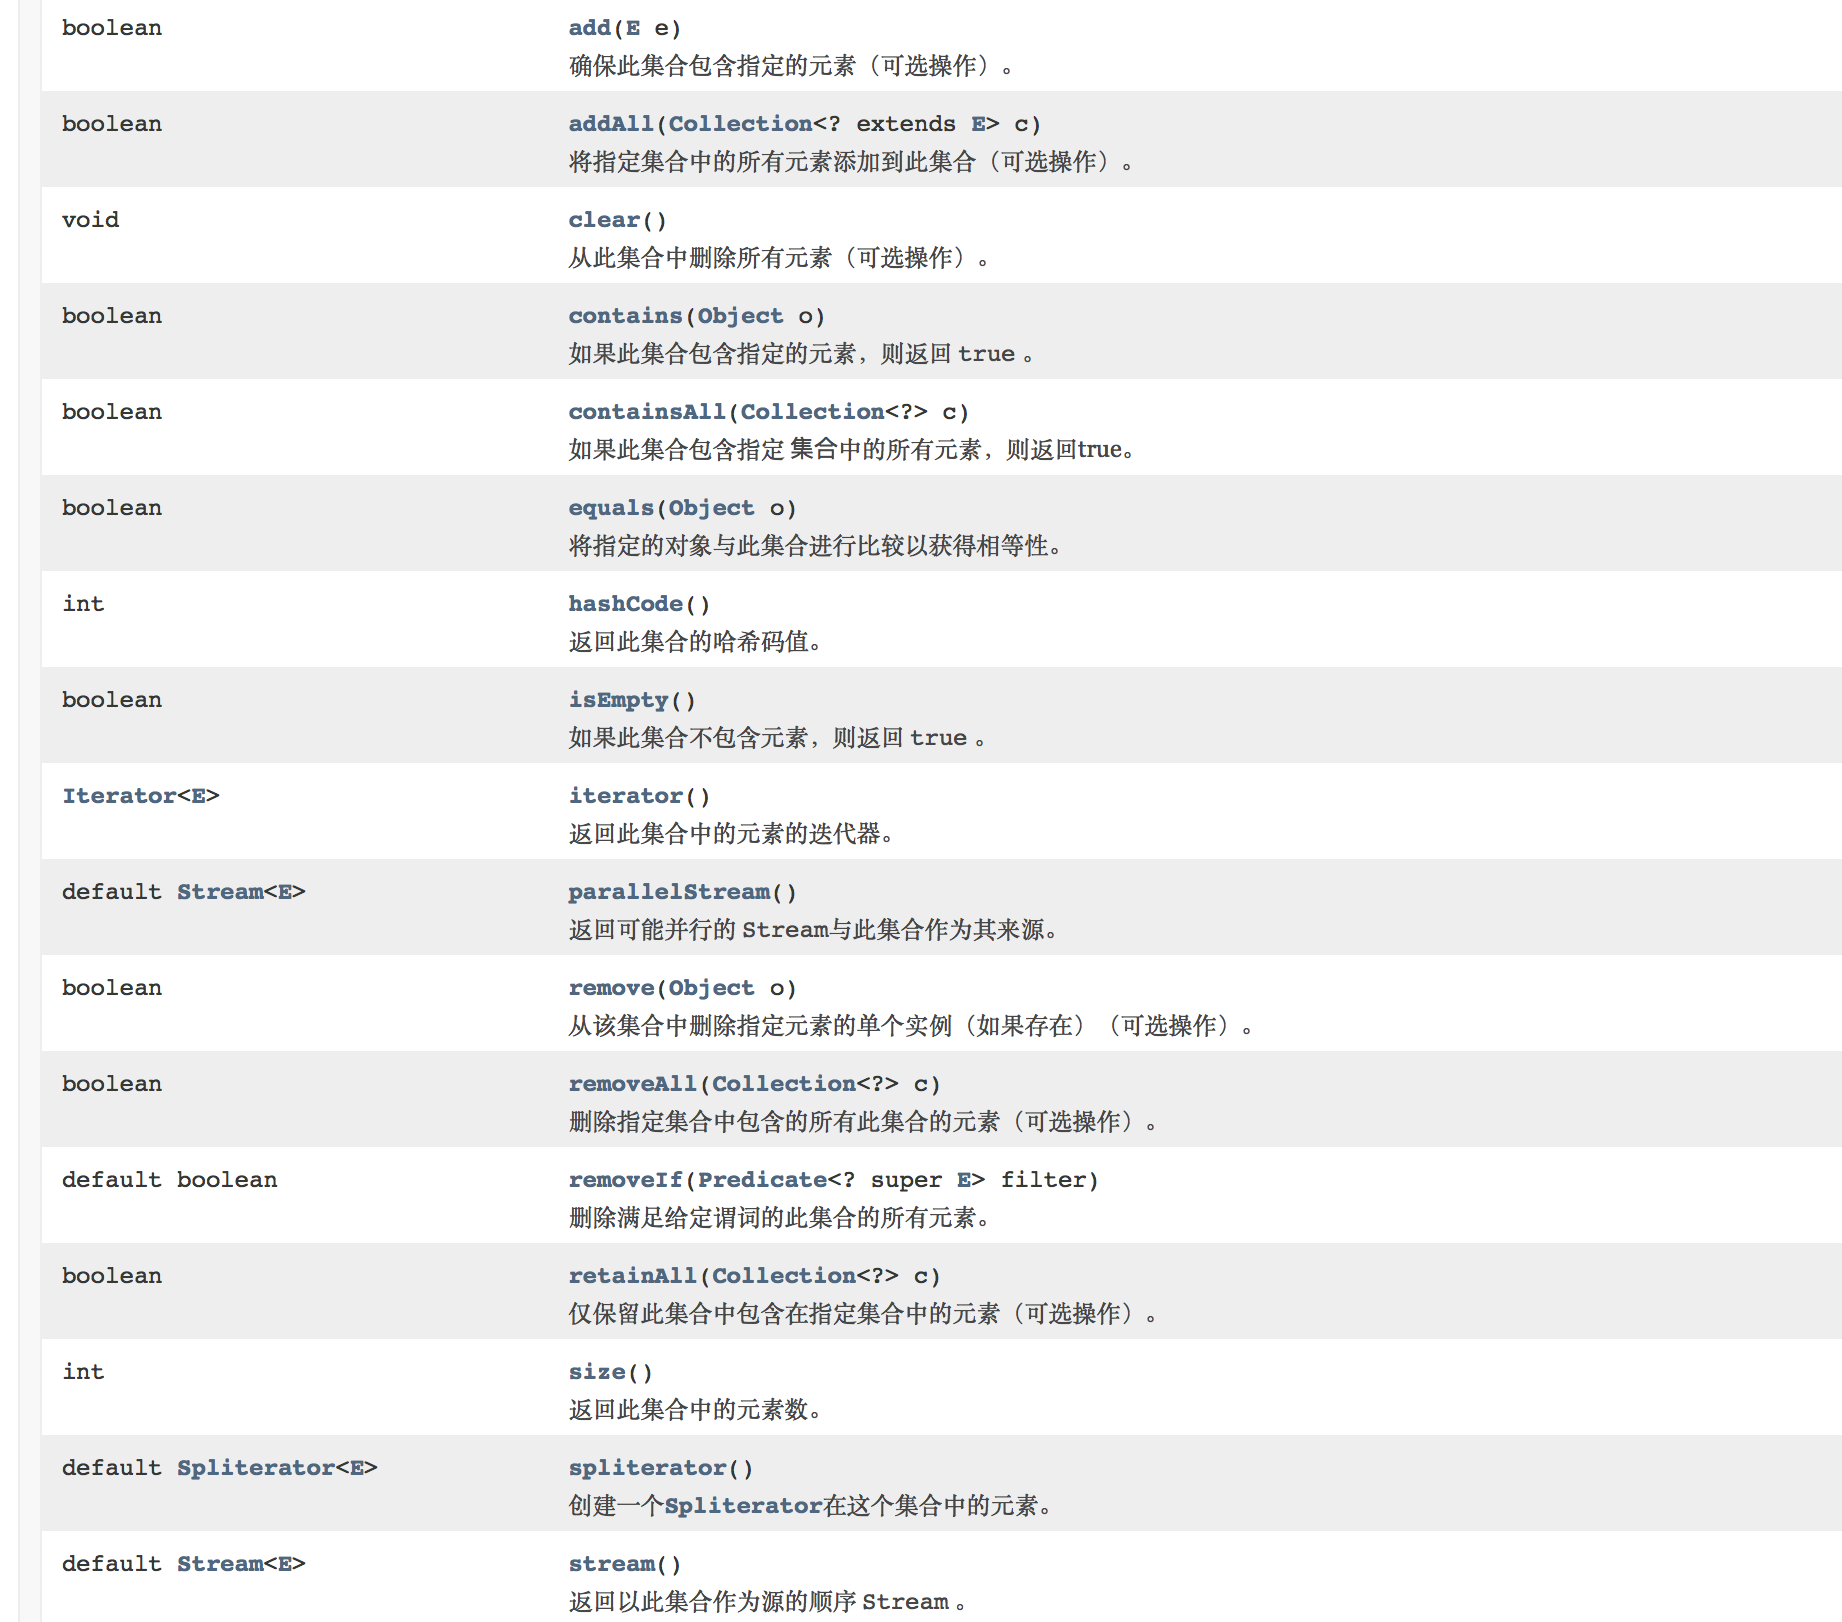 boolean add(E e)
确保此集合包含指定的元素（可选操作）。
boolean addAll(Collection<? extends E> c)
将指定集合中的所有元素添加到此集合（可选操作）。
void clear()
从此集合中删除所有元素（可选操作）。
boolean contains(Object o)
如果此集合包含指定的元素，则返回 true 。
boolean containsAll(Collection<?> c)
如果此集合包含指定 集合中的所有元素，则返回true。
boolean equals(Object o)
将指定的对象与此集合进行比较以获得相等性。
int hashCode()
返回此集合的哈希码值。
boolean isEmpty()
如果此集合不包含元素，则返回 true 。
Iterator<E> iterator()
返回此集合中的元素的迭代器。
default Stream<E> parallelStream()
返回可能并行的 Stream与此集合作为其来源。
boolean remove(Object o)
从该集合中删除指定元素的单个实例（如果存在）（可选操作）。
boolean removeAll(Collection<?> c)
删除指定集合中包含的所有此集合的元素（可选操作）。
default boolean removeIf(Predicate<? super E> filter)
删除满足给定谓词的此集合的所有元素。
boolean retainAll(Collection<?> c)
仅保留此集合中包含在指定集合中的元素（可选操作）。
int size()
返回此集合中的元素数。
default Spliterator<E> spliterator()
创建一个Spliterator在这个集合中的元素。
default Stream<E> stream()
返回以此集合作为源的顺序 Stream 。